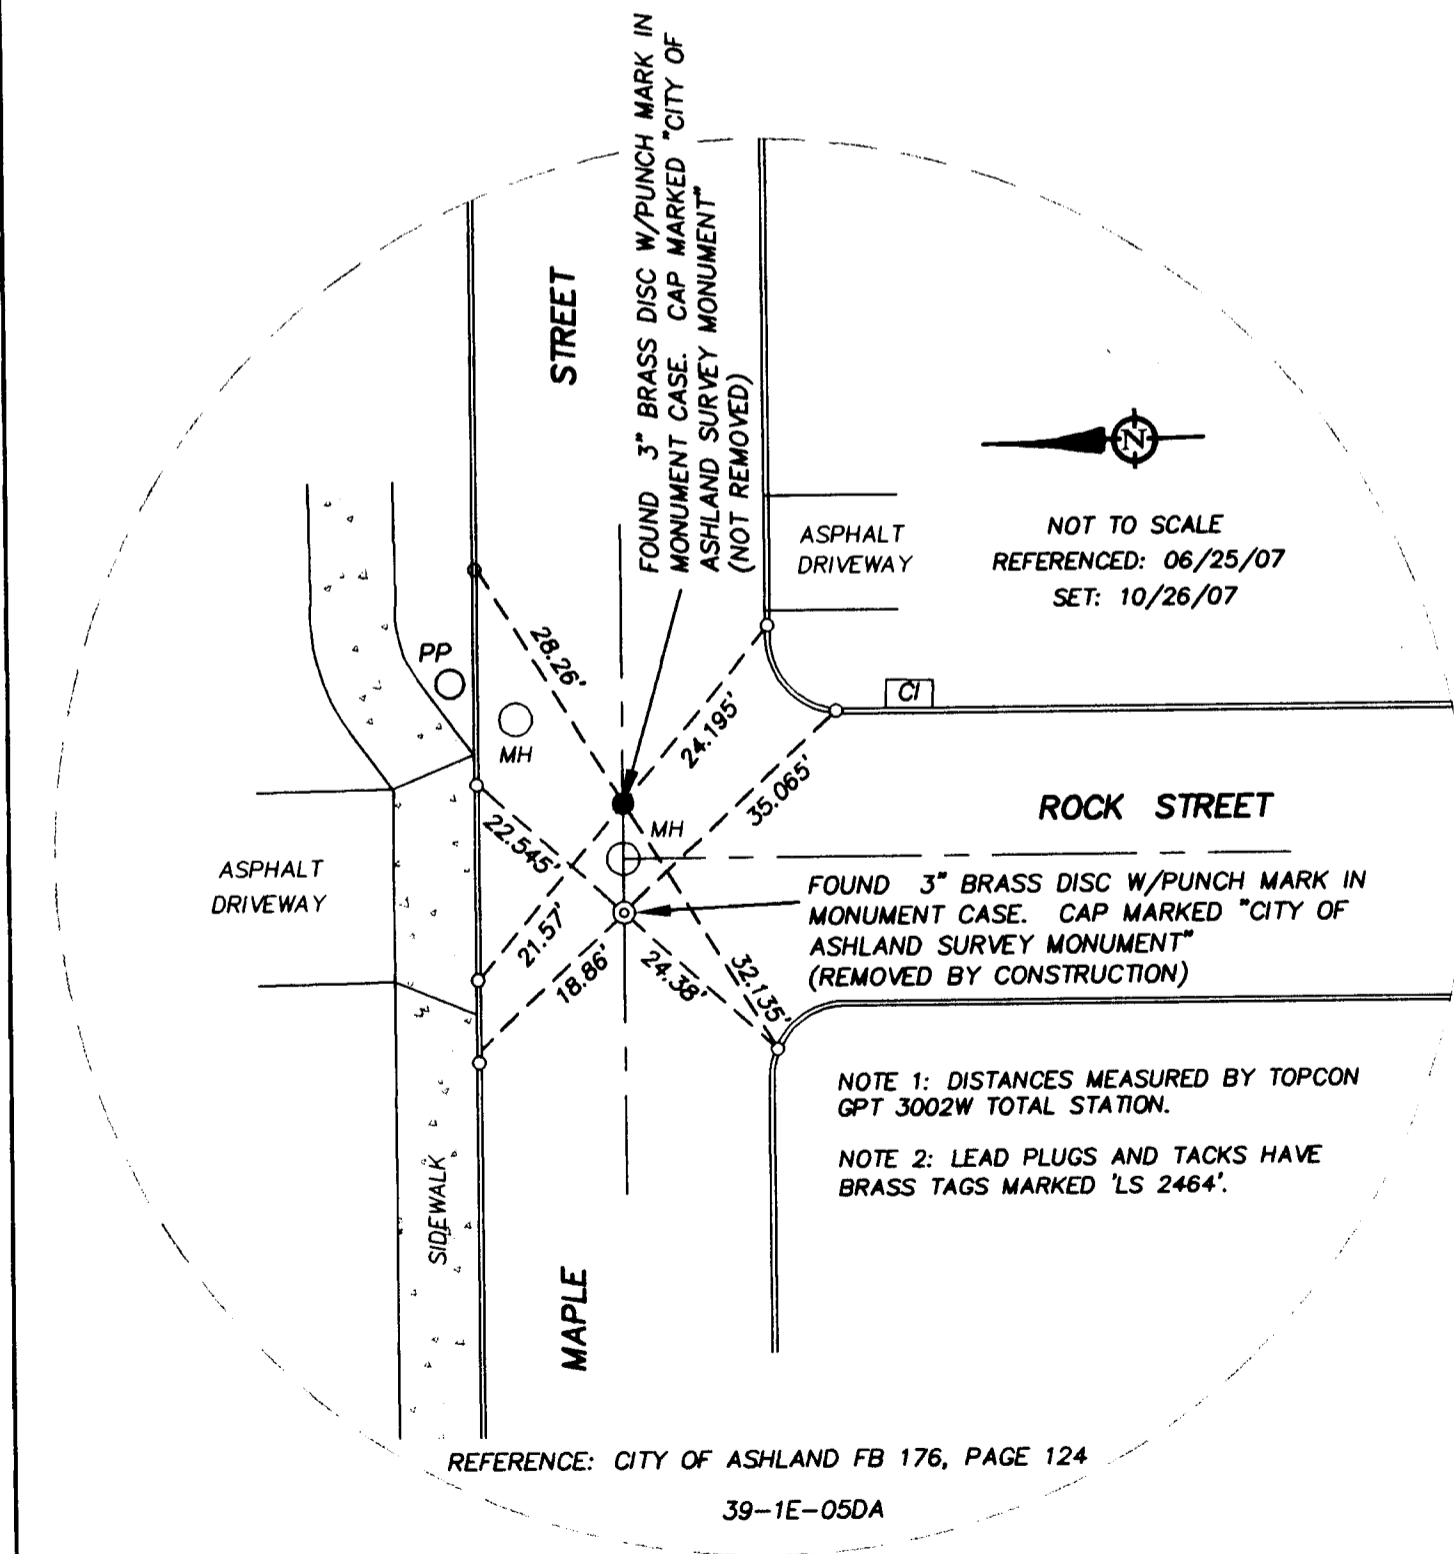 FOUND 3" BRASS DISC W/PUNCH MARK IN
MONUMENT CASE. CAP MARKED "CITY OF
ASHLAND SURVEY MONUMENT"
(NOT REMOVED)
STREET
N
ASPHALT
DRIVEWAY
NOT TO SCALE
REFERENCED: 06/25/07
SET: 10/26/07
PP
28.26'
24.195'
CI
MH
35.065'
ROCK STREET
MH
22.545'
ASPHALT
DRIVEWAY
FOUND 3" BRASS DISC W/PUNCH MARK IN
MONUMENT CASE. CAP MARKED "CITY OF
ASHLAND SURVEY MONUMENT"
(REMOVED BY CONSTRUCTION)
21.57'
18.86'
24.38'
32.135'
NOTE 1: DISTANCES MEASURED BY TOPCON
GPT 3002W TOTAL STATION.
NOTE 2: LEAD PLUGS AND TACKS HAVE
BRASS TAGS MARKED 'LS 2464'.
SIDEWALK
MAPLE
REFERENCE: CITY OF ASHLAND FB 176, PAGE 124
39-1E-05DA